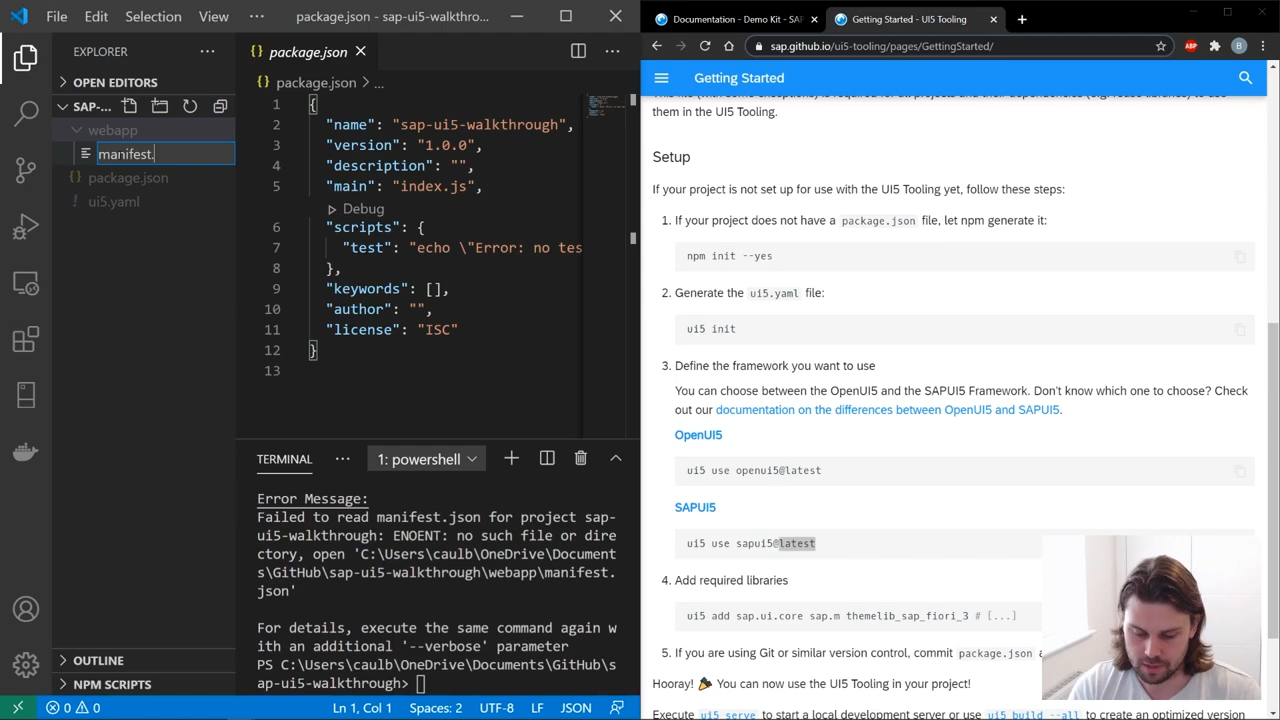 File Edit Selection View ··· package.json - sap-ui5-walkthro...
EXPLORER ···
OPEN EDITORS
SAP-...
webapp
manifest.
package.json
ui5.yaml
OUTLINE
NPM SCRIPTS
package.json
package.json > ...
1 {
2 "name": "sap-ui5-walkthrough",
3 "version": "1.0.0",
4 "description": "",
5 "main": "index.js",
Debug
6 "scripts": {
7 "test": "echo \"Error: no tes
8 },
9 "keywords": [],
10 "author": "",
11 "license": "ISC"
12 }
13
TERMINAL ··· 1: powershell
Error Message:
Failed to read manifest.json for project sap-
ui5-walkthrough: ENOENT: no such file or dire
ctory, open 'C:\Users\caulb\OneDrive\Document
s\GitHub\sap-ui5-walkthrough\webapp\manifest.
json'
For details, execute the same command again w
ith an additional '--verbose' parameter
PS C:\Users\caulb\OneDrive\Documents\GitHub\s
ap-ui5-walkthrough>
0 0 Ln 1, Col 1 Spaces: 2 UTF-8 LF JSON
Documentation - Demo Kit - SAP
Getting Started - UI5 Tooling
sap.github.io/ui5-tooling/pages/GettingStarted/
ABP
B
Getting Started
them in the UI5 Tooling.
Setup
If your project is not set up for use with the UI5 Tooling yet, follow these steps:
1. If your project does not have a package.json file, let npm generate it:
npm init --yes
2. Generate the ui5.yaml file:
ui5 init
3. Define the framework you want to use
You can choose between the OpenUI5 and the SAPUI5 Framework. Don't know which one to choose? Check
out our documentation on the differences between OpenUI5 and SAPUI5.
OpenUI5
ui5 use openui5@latest
SAPUI5
ui5 use sapui5@latest
4. Add required libraries
ui5 add sap.ui.core sap.m themelib_sap_fiori_3 # [...]
5. If you are using Git or similar version control, commit package.json
Hooray! 🎉 You can now use the UI5 Tooling in your project!
Execute ui5 serve to start a local development server or use ui5 build --all to create an optimized version